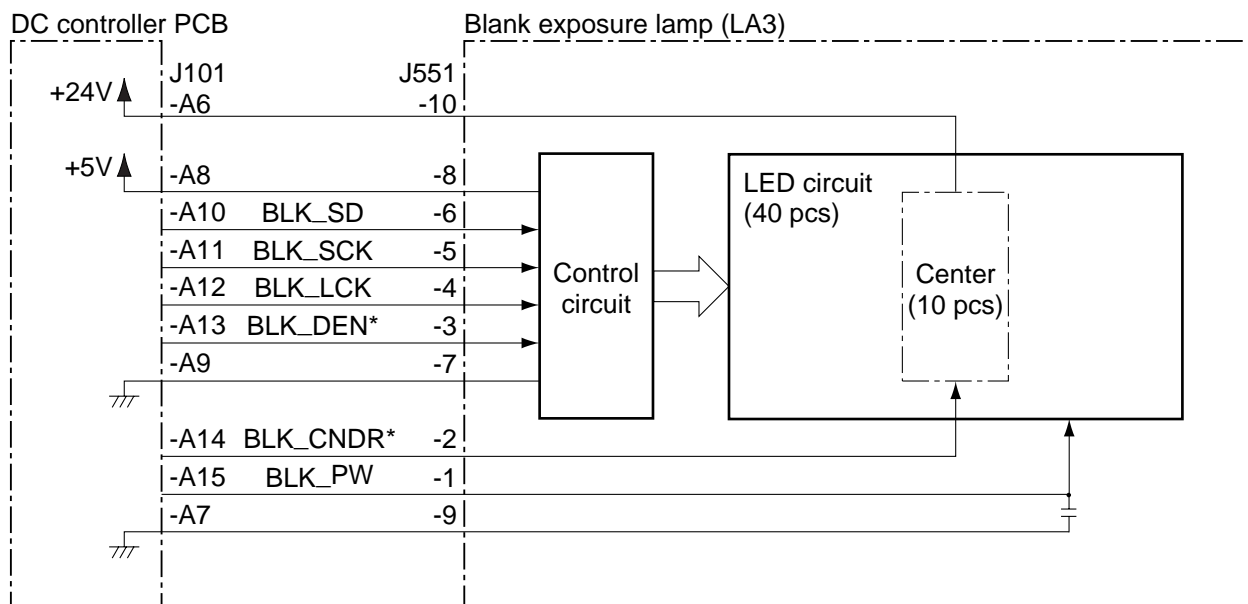 DC controller PCB
Blank exposure lamp (LA3)
J101
J551
+24V
-A6
-10
+5V
-A8
-8
-A10 BLK_SD -6
-A11 BLK_SCK -5
-A12 BLK_LCK -4
-A13 BLK_DEN* -3
-A9
-7
Control
circuit
LED circuit
(40 pcs)
Center
(10 pcs)
-A14 BLK_CNDR* -2
-A15 BLK_PW -1
-A7
-9